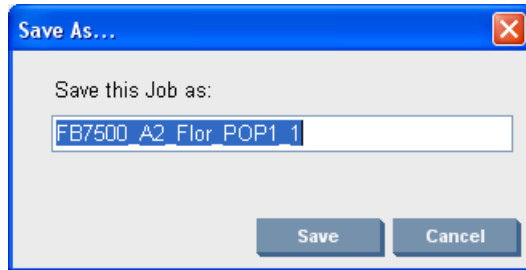 Save As...
Save this Job as:
FB7500_A2_Flor_POP1_1
Save
Cancel